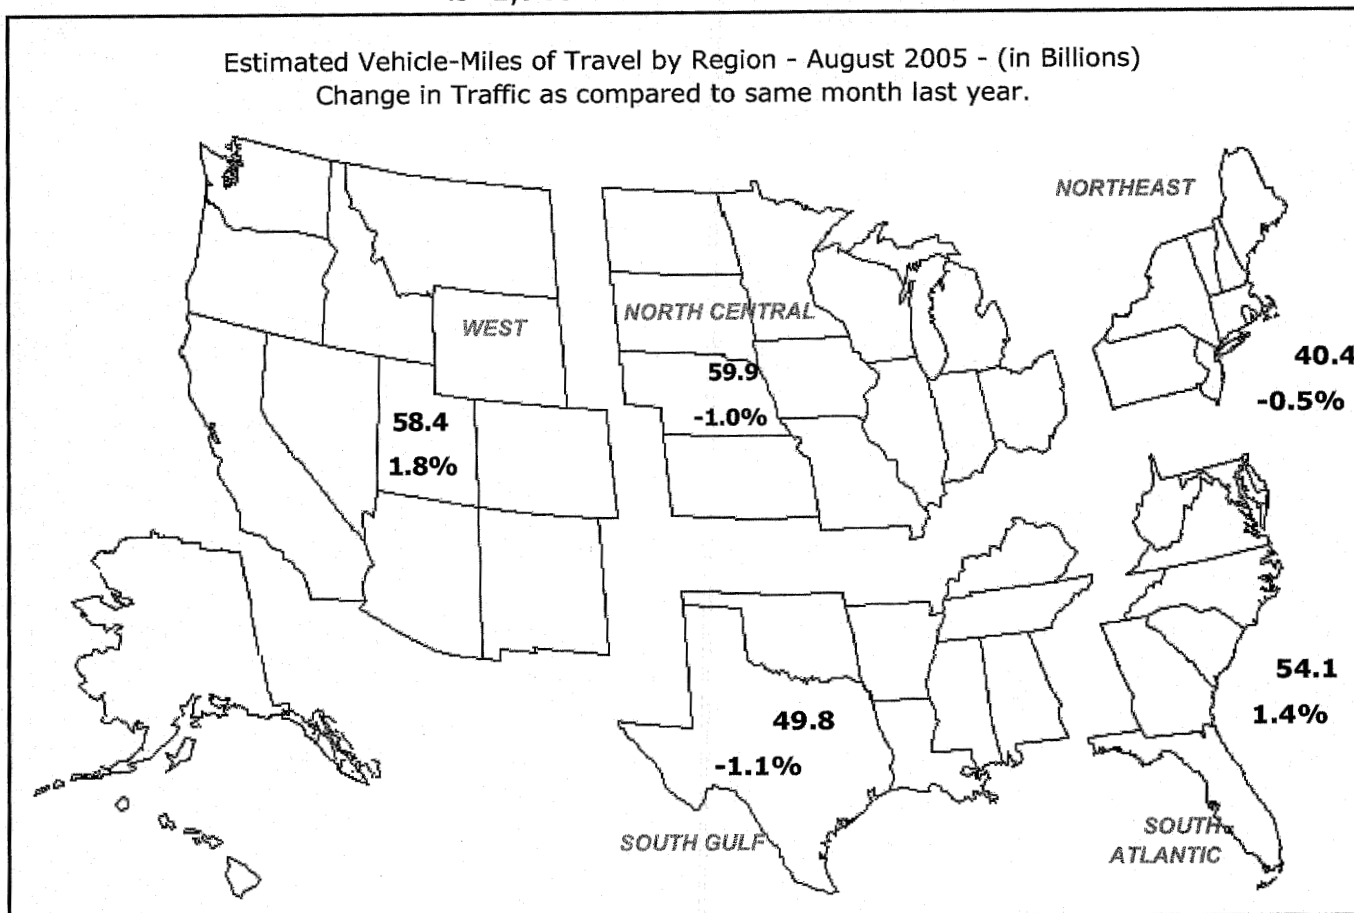 Estimated Vehicle-Miles of Travel by Region - August 2005 - (in Billions)
Change in Traffic as compared to same month last year.
NORTHEAST
WEST
NORTH CENTRAL
40.4
-0.5%
59.9
-1.0%
58.4
1.8%
54.1
1.4%
49.8
-1.1%
SOUTH GULF
SOUTH
ATLANTIC